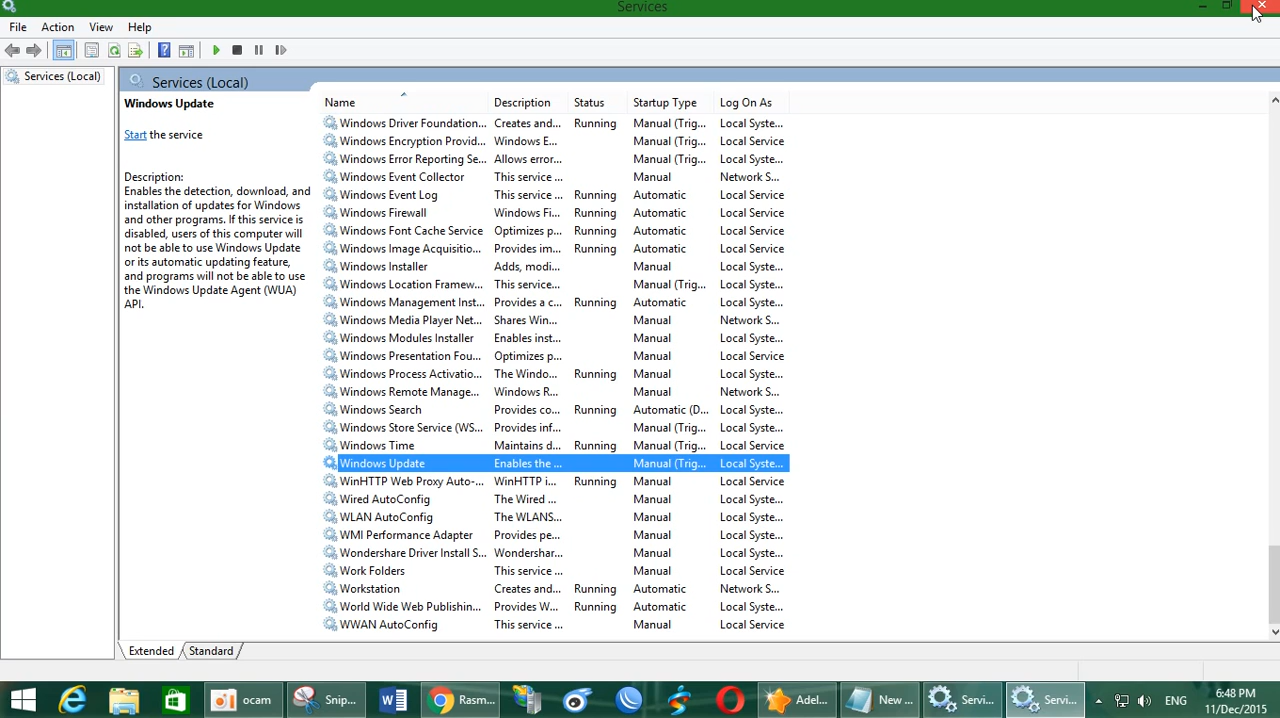 Services
File Action View Help
Services (Local)
Services (Local)
Windows Update
Start the service
Description:
Enables the detection, download, and
installation of updates for Windows
and other programs. If this service is
disabled, users of this computer will
not be able to use Windows Update
or its automatic updating feature,
and programs will not be able to use
the Windows Update Agent (WUA)
API.
Name Description Status Startup Type Log On As
Windows Driver Foundation... Creates and... Running Manual (Trig... Local Syste...
Windows Encryption Provid... Windows E... Manual (Trig... Local Service
Windows Error Reporting Se... Allows error... Manual (Trig... Local Syste...
Windows Event Collector This service ... Manual Network S...
Windows Event Log This service ... Running Automatic Local Service
Windows Firewall Windows Fi... Running Automatic Local Service
Windows Font Cache Service Optimizes p... Running Automatic Local Service
Windows Image Acquisitio... Provides im... Running Automatic Local Service
Windows Installer Adds, modi... Manual Local Syste...
Windows Location Framew... This service... Manual (Trig... Local Syste...
Windows Management Inst... Provides a c... Running Automatic Local Syste...
Windows Media Player Net... Shares Win... Manual Network S...
Windows Modules Installer Enables inst... Manual Local Syste...
Windows Presentation Fou... Optimizes p... Manual Local Service
Windows Process Activatio... The Windo... Running Manual Local Syste...
Windows Remote Manage... Windows R... Manual Network S...
Windows Search Provides co... Running Automatic (D... Local Syste...
Windows Store Service (WS... Provides inf... Manual (Trig... Local Syste...
Windows Time Maintains d... Running Manual (Trig... Local Service
Windows Update Enables the ... Manual (Trig... Local Syste...
WinHTTP Web Proxy Auto-... WinHTTP i... Running Manual Local Service
Wired AutoConfig The Wired ... Manual Local Syste...
WLAN AutoConfig The WLANS... Manual Local Syste...
WMI Performance Adapter Provides pe... Manual Local Syste...
Wondershare Driver Install S... Wondershar... Manual Local Syste...
Work Folders This service ... Manual Local Service
Workstation Creates and... Running Automatic Network S...
World Wide Web Publishin... Provides W... Running Automatic Local Syste...
WWAN AutoConfig This service ... Manual Local Service
Extended Standard
ocam Snip... Rasm... Adel... New ... Servi... Servi... ENG 6:48 PM
11/Dec/2015